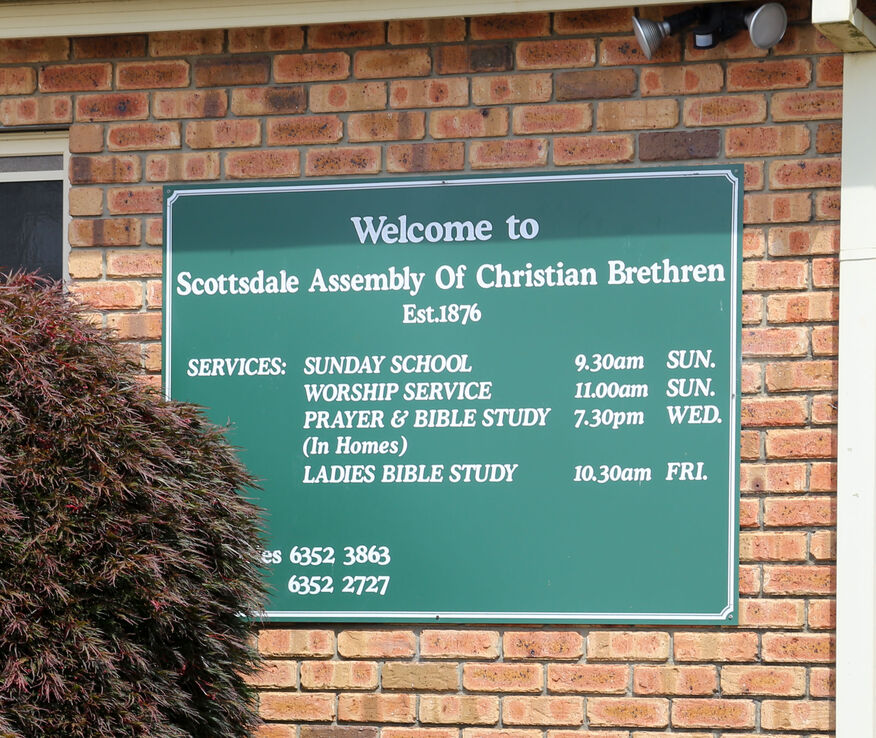 Welcome to
Scottsdale Assembly Of Christian Brethren
Est.1876
SERVICES: SUNDAY SCHOOL 9.30am SUN.
WORSHIP SERVICE 11.00am SUN.
PRAYER & BIBLE STUDY 7.30pm WED.
(In Homes)
LADIES BIBLE STUDY 10.30am FRI.
6352 3863
6352 2727